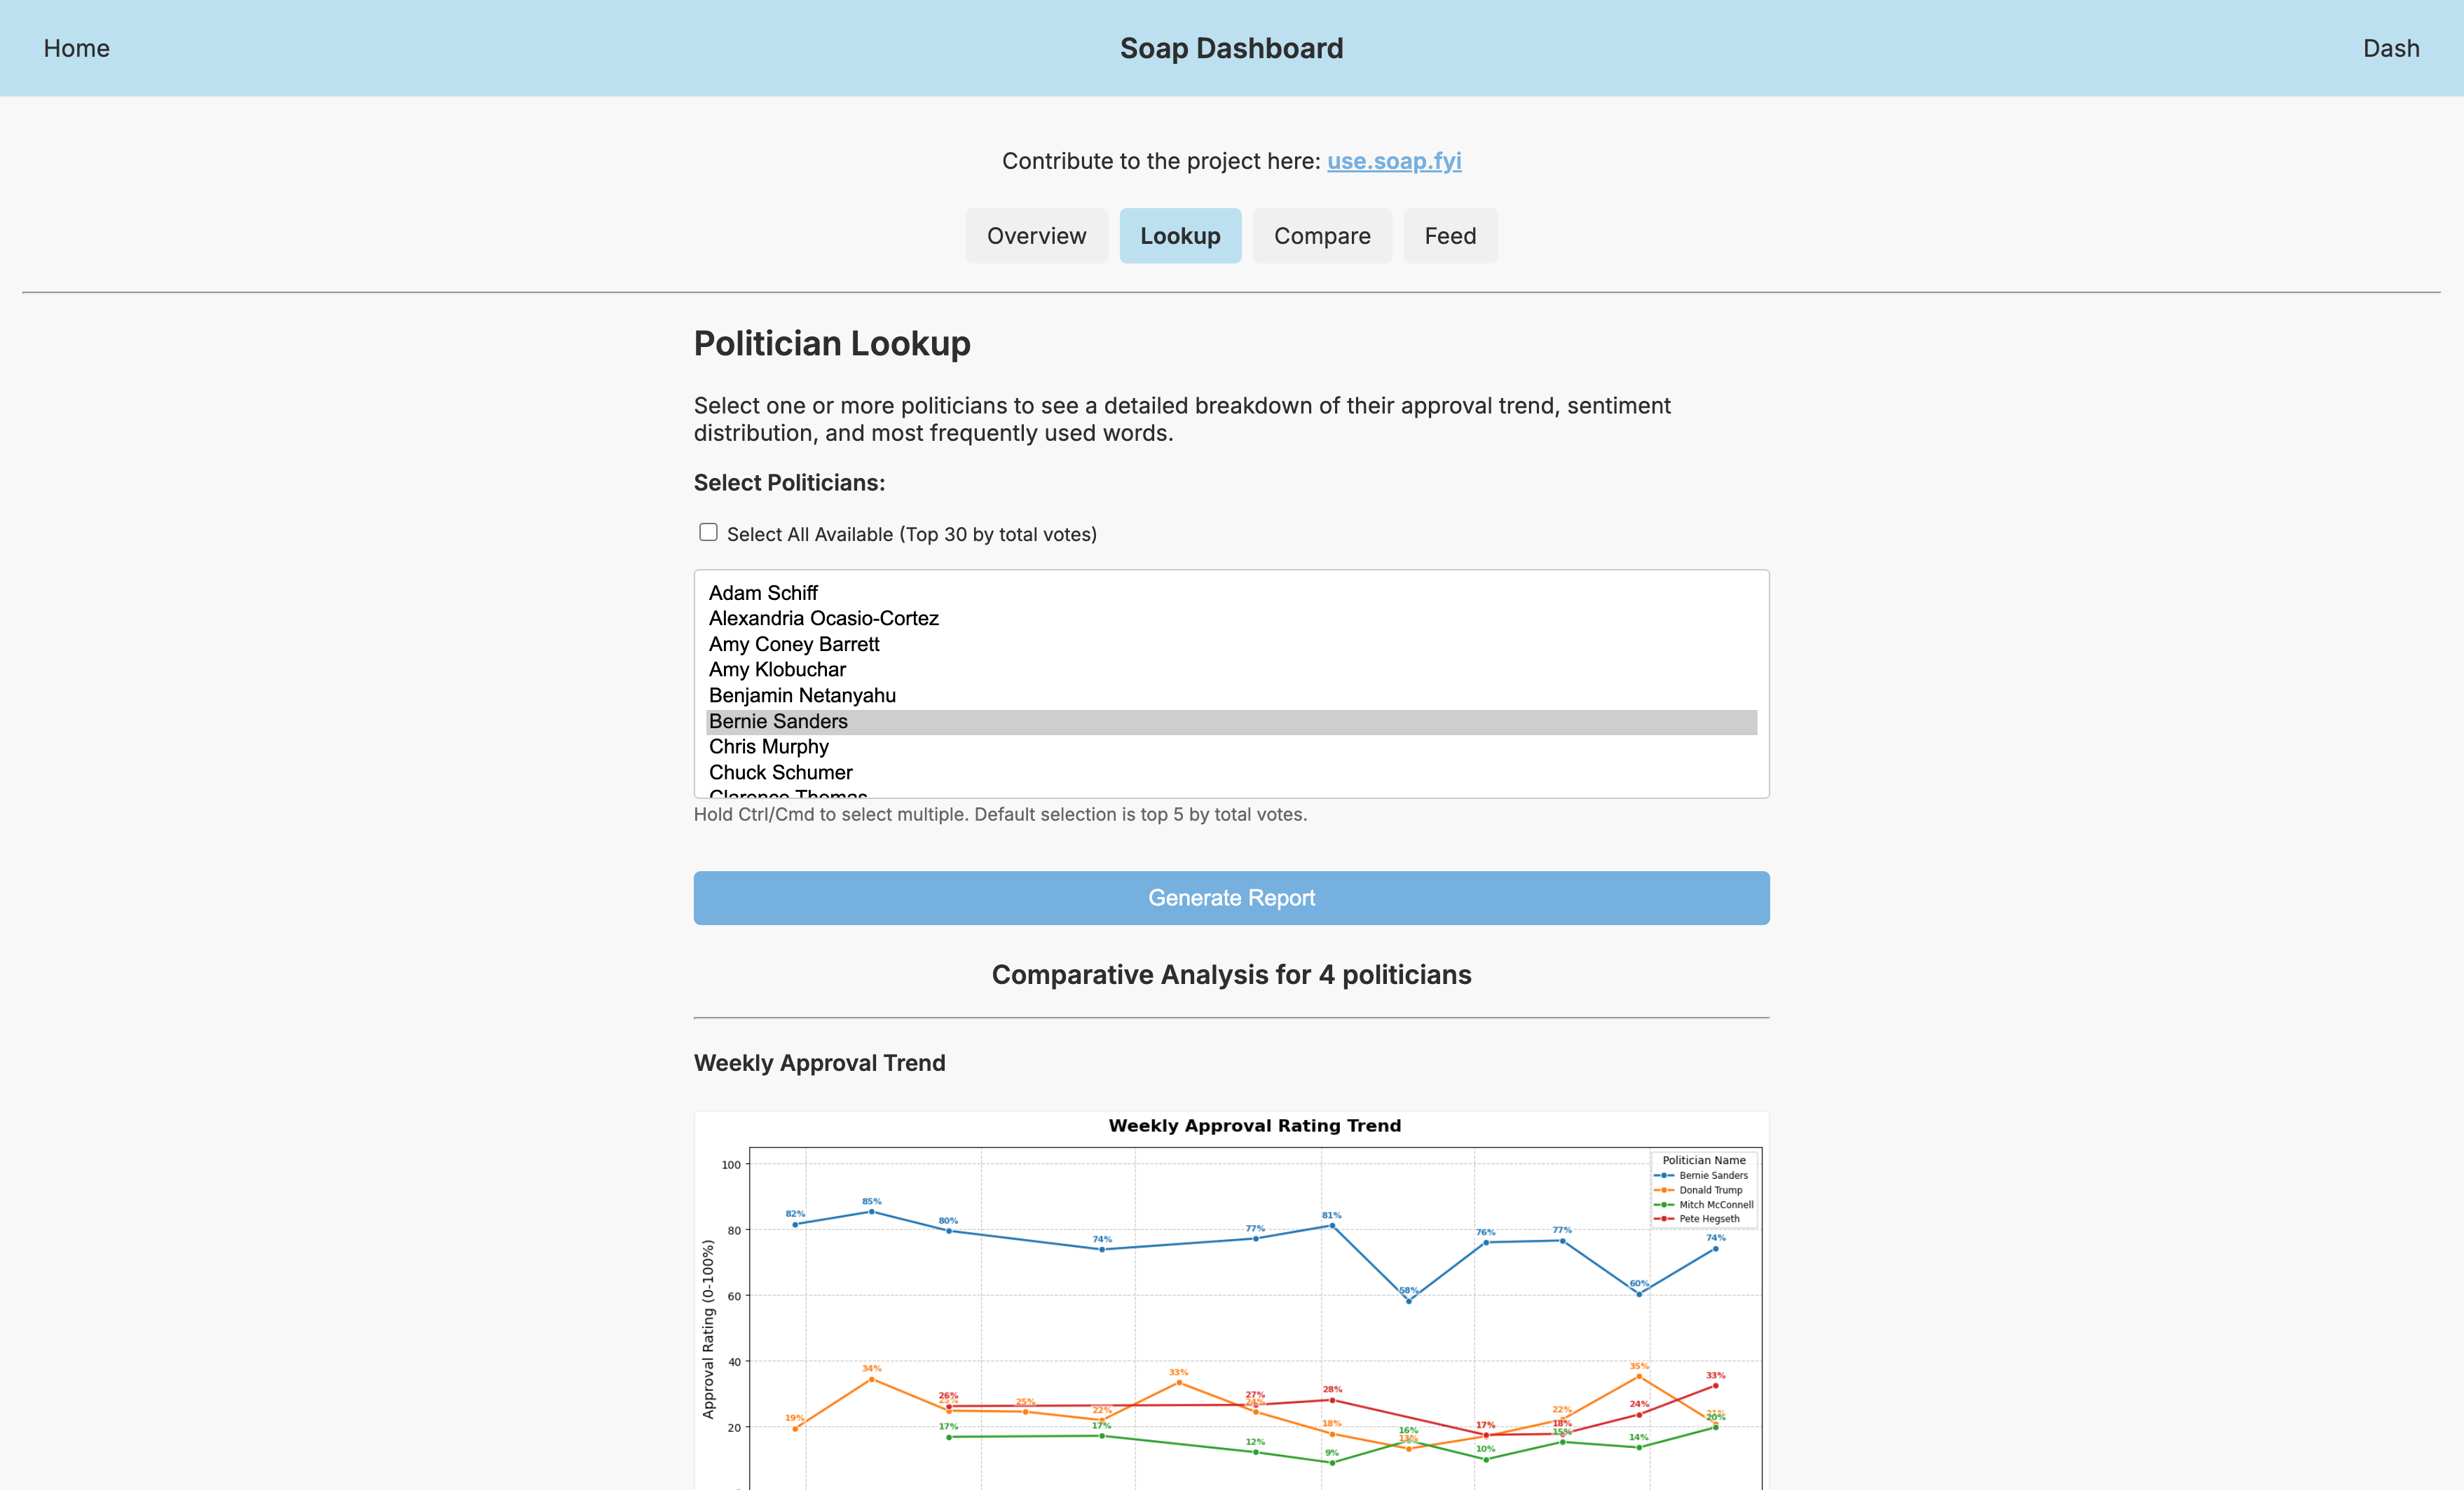 Home
Soap Dashboard
Dash
Contribute to the project here: use.soap.fyi
Overview
Lookup
Compare
Feed
Politician Lookup
Select one or more politicians to see a detailed breakdown of their approval trend, sentiment
distribution, and most frequently used words.
Select Politicians:
Select All Available (Top 30 by total votes)
Adam Schiff
Alexandria Ocasio-Cortez
Amy Coney Barrett
Amy Klobuchar
Benjamin Netanyahu
Bernie Sanders
Chris Murphy
Chuck Schumer
Clarence Thomas
Hold Ctrl/Cmd to select multiple. Default selection is top 5 by total votes.
Generate Report
Comparative Analysis for 4 politicians
Weekly Approval Trend
Weekly Approval Rating Trend
Approval Rating (0-100%)
100
80
60
40
20
Politician Name
Bernie Sanders
Donald Trump
Mitch McConnell
Pete Hegseth
82%
85%
80%
74%
77%
81%
58%
76%
77%
60%
74%
19%
34%
25%
22%
33%
24%
18%
13%
22%
35%
21%
26%
27%
28%
17%
18%
24%
33%
17%
17%
12%
9%
16%
10%
15%
14%
20%